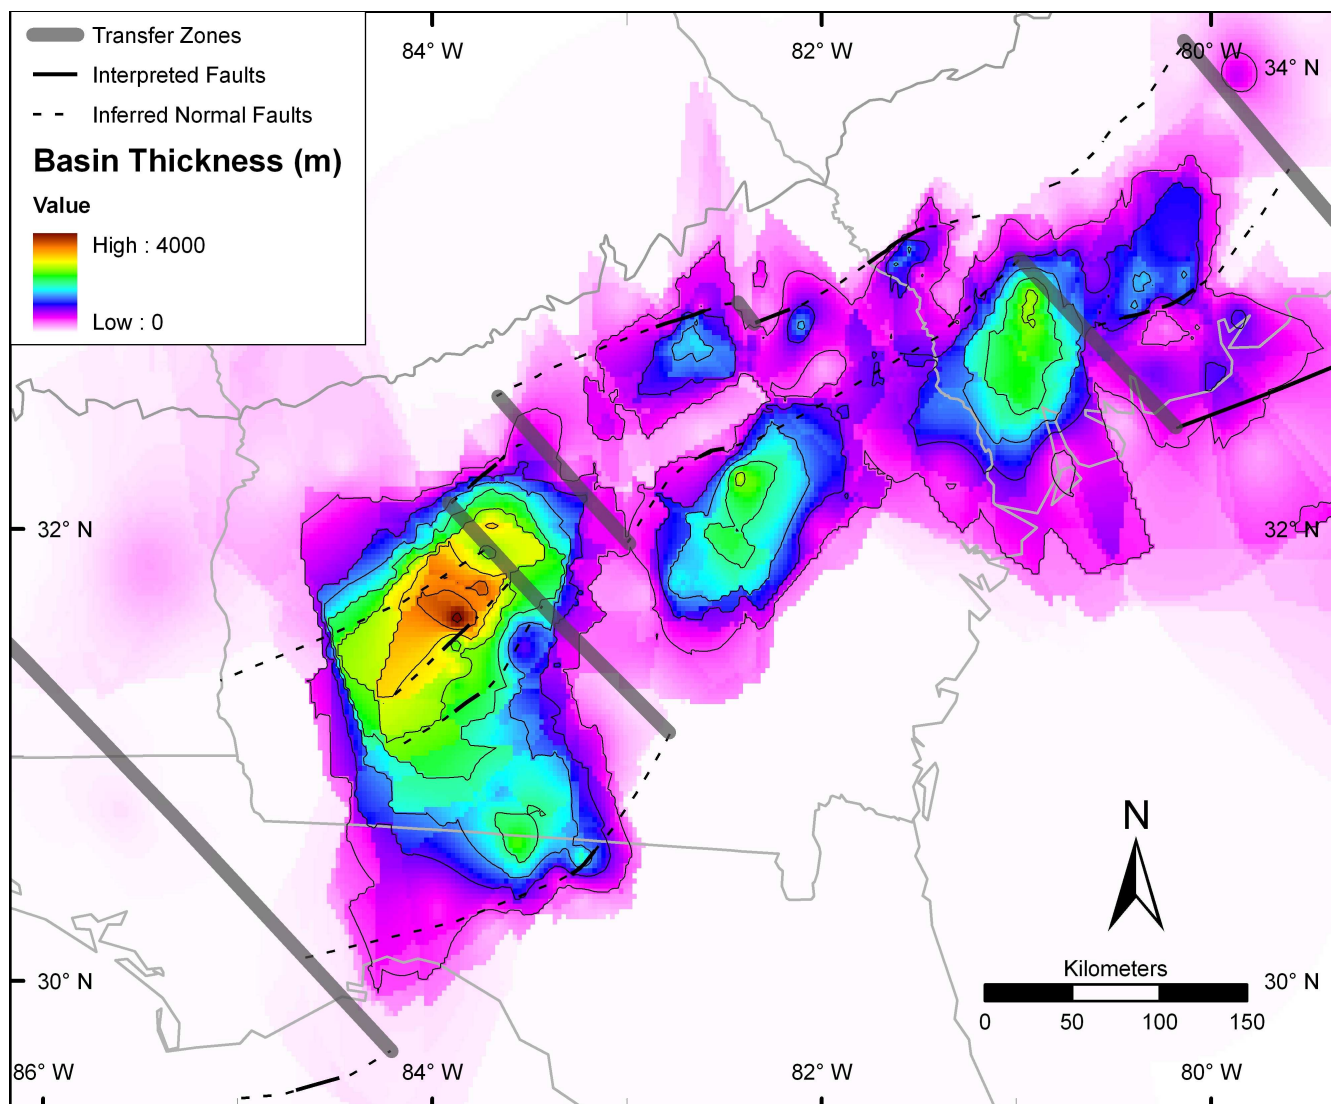 Transfer Zones
Interpreted Faults
Inferred Normal Faults
Basin Thickness (m)
Value
High : 4000
Low : 0
84° W
82° W
80° W
34° N
32° N
32° N
N
Kilometers
0 50 100 150
30° N
30° N
86° W
84° W
82° W
80° W